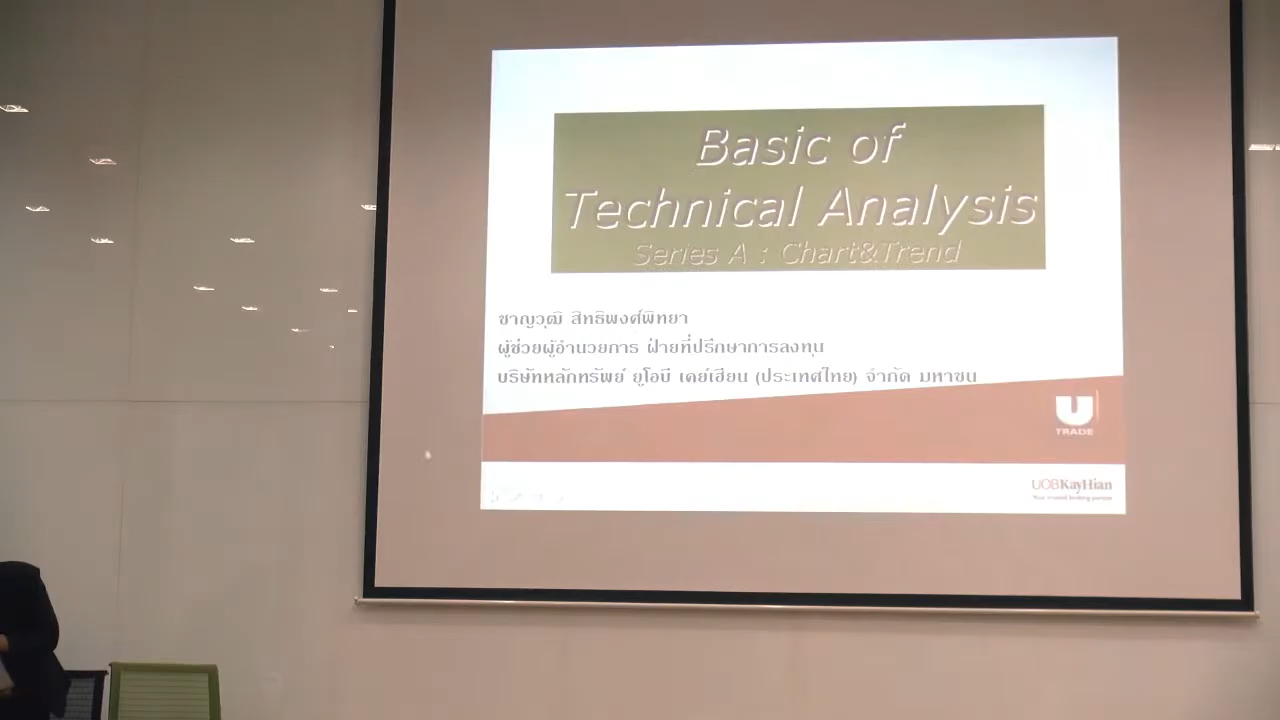 Basic of
Technical Analysis
Series A : Chart&Trend
ชาญวุฒิ สิทธิพงศ์พิทยา
ผู้ช่วยผู้อำนวยการ ฝ่ายที่ปรึกษาการลงทุน
บริษัทหลักทรัพย์ ยูโอบี เคย์เฮียน (ประเทศไทย) จำกัด มหาชน
U
TRADE
UOBKayHian
Your trusted broking partner